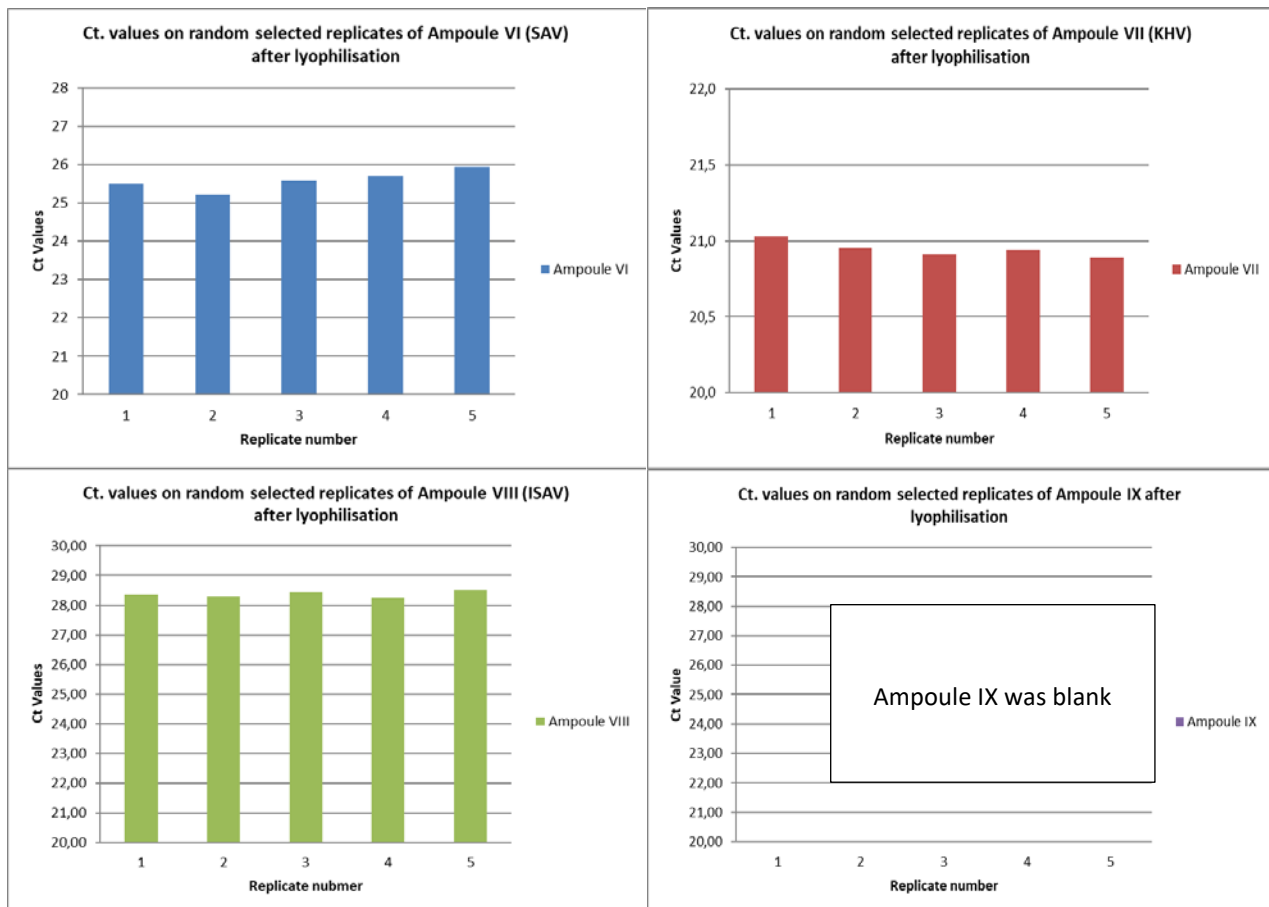 Ct. values on random selected replicates of Ampoule VI (SAV)
after lyophilisation
28
27
26
25
24
23
22
21
20
Ct Values
1 2 3 4 5
Replicate number
Ampoule VI
Ct. values on random selected replicates of Ampoule VII (KHV)
after lyophilisation
22,0
21,5
21,0
20,5
20,0
Ct Values
1 2 3 4 5
Replicate number
Ampoule VII
Ct. values on random selected replicates of Ampoule VIII (ISAV)
after lyophilisation
30,00
29,00
28,00
27,00
26,00
25,00
24,00
23,00
22,00
21,00
20,00
Ct Values
1 2 3 4 5
Replicate nubmer
Ampoule VIII
Ct. values on random selected replicates of Ampoule IX after
lyophilisation
30,00
29,00
28,00
27,00
26,00
25,00
24,00
23,00
22,00
21,00
20,00
Ct Value
Ampoule IX was blank
1 2 3 4 5
Replicate number
Ampoule IX